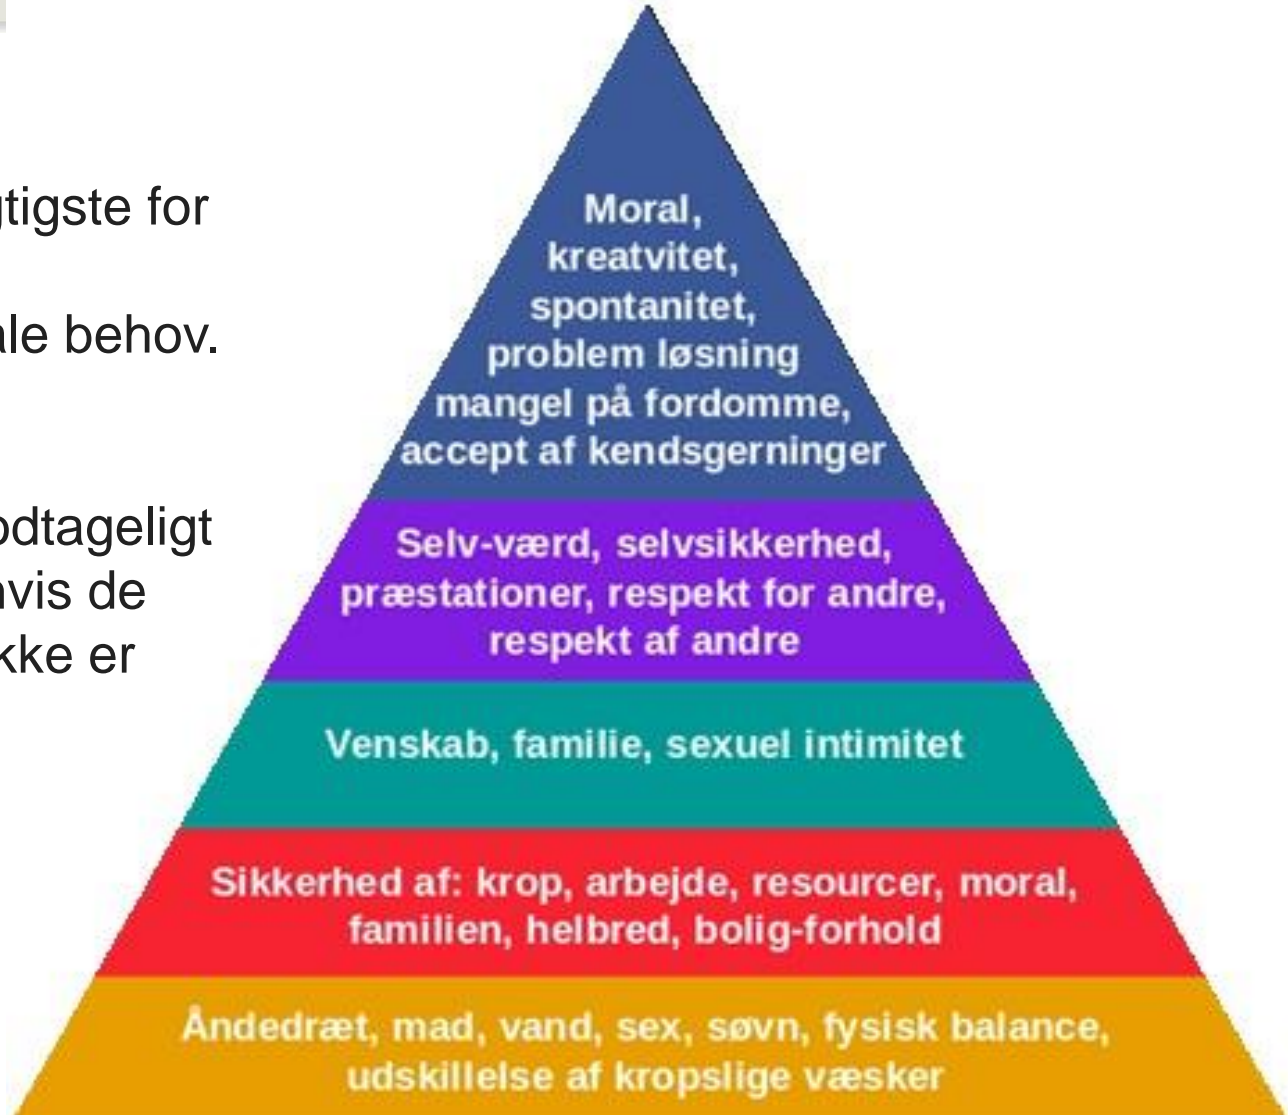 gtigste for
ale behov.
odtageligt
hvis de
kke er
Moral,
kreatvitet,
spontanitet,
problem løsning
mangel på fordomme,
accept af kendsgerninger
Selv-værd, selvsikkerhed,
præstationer, respekt for andre,
respekt af andre
Venskab, familie, sexuel intimitet
Sikkerhed af: krop, arbejde, resourcer, moral,
familien, helbred, bolig-forhold
Åndedræt, mad, vand, sex, søvn, fysisk balance,
udskillelse af kropslige væsker